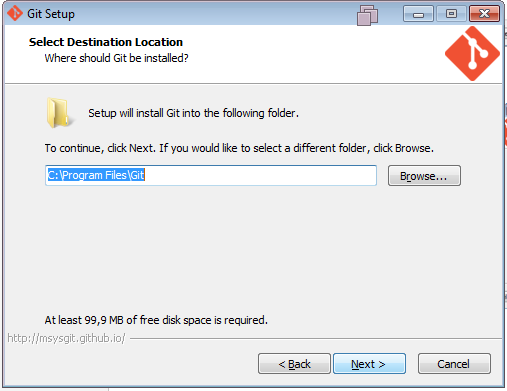 Git Setup
Select Destination Location
Where should Git be installed?
Setup will install Git into the following folder.
To continue, click Next. If you would like to select a different folder, click Browse.
C:\Program Files\Git
Browse...
At least 99,9 MB of free disk space is required.
http://msysgit.github.io/
< Back
Next >
Cancel